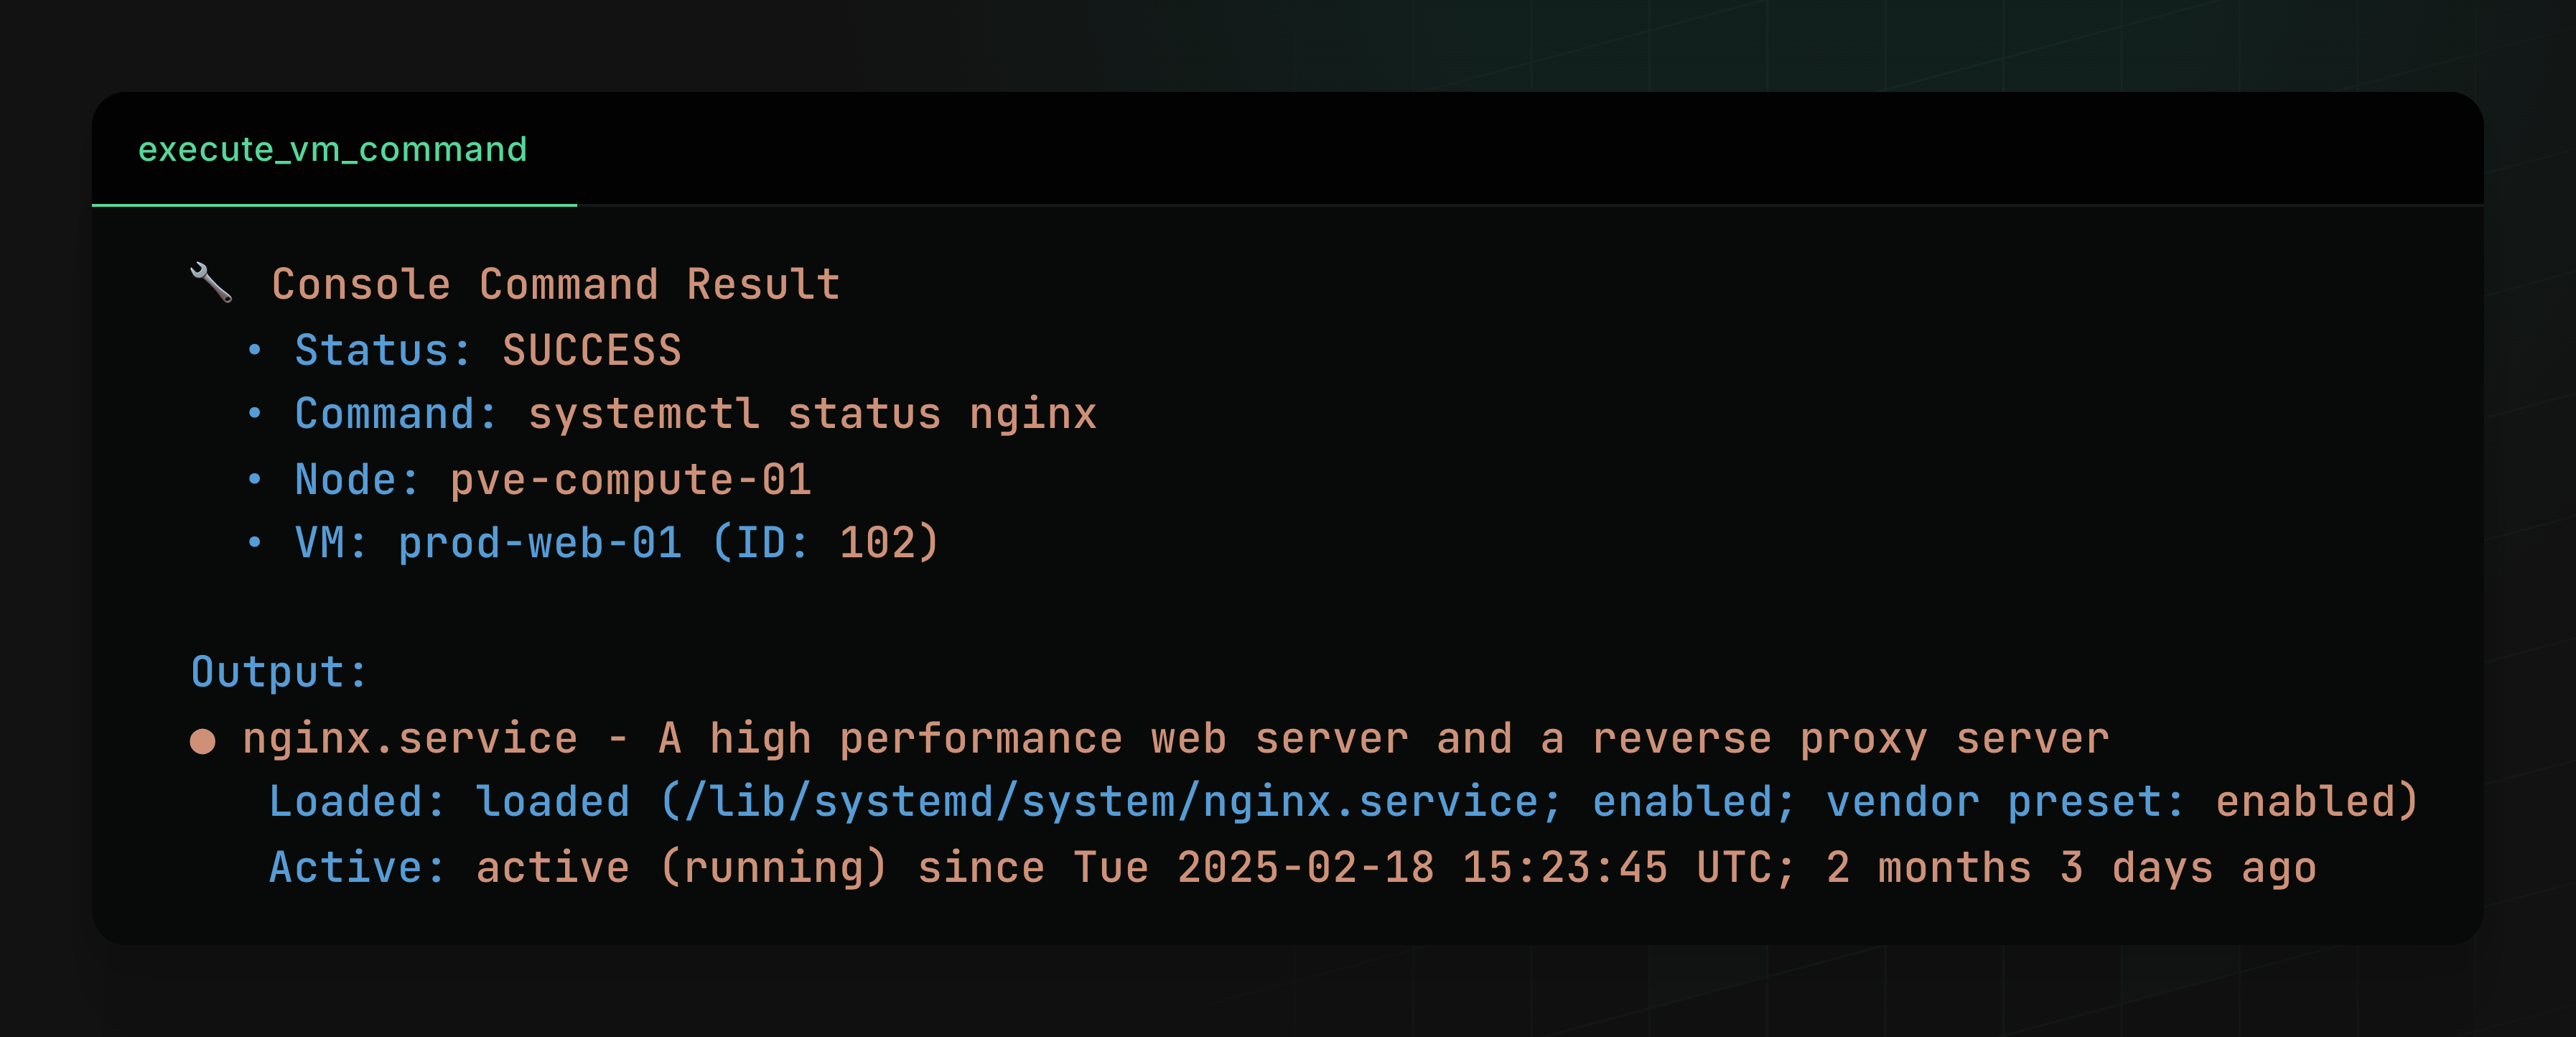 execute_vm_command
🔧 Console Command Result
• Status: SUCCESS
• Command: systemctl status nginx
• Node: pve-compute-01
• VM: prod-web-01 (ID: 102)
Output:
● nginx.service - A high performance web server and a reverse proxy server
Loaded: loaded (/lib/systemd/system/nginx.service; enabled; vendor preset: enabled)
Active: active (running) since Tue 2025-02-18 15:23:45 UTC; 2 months 3 days ago